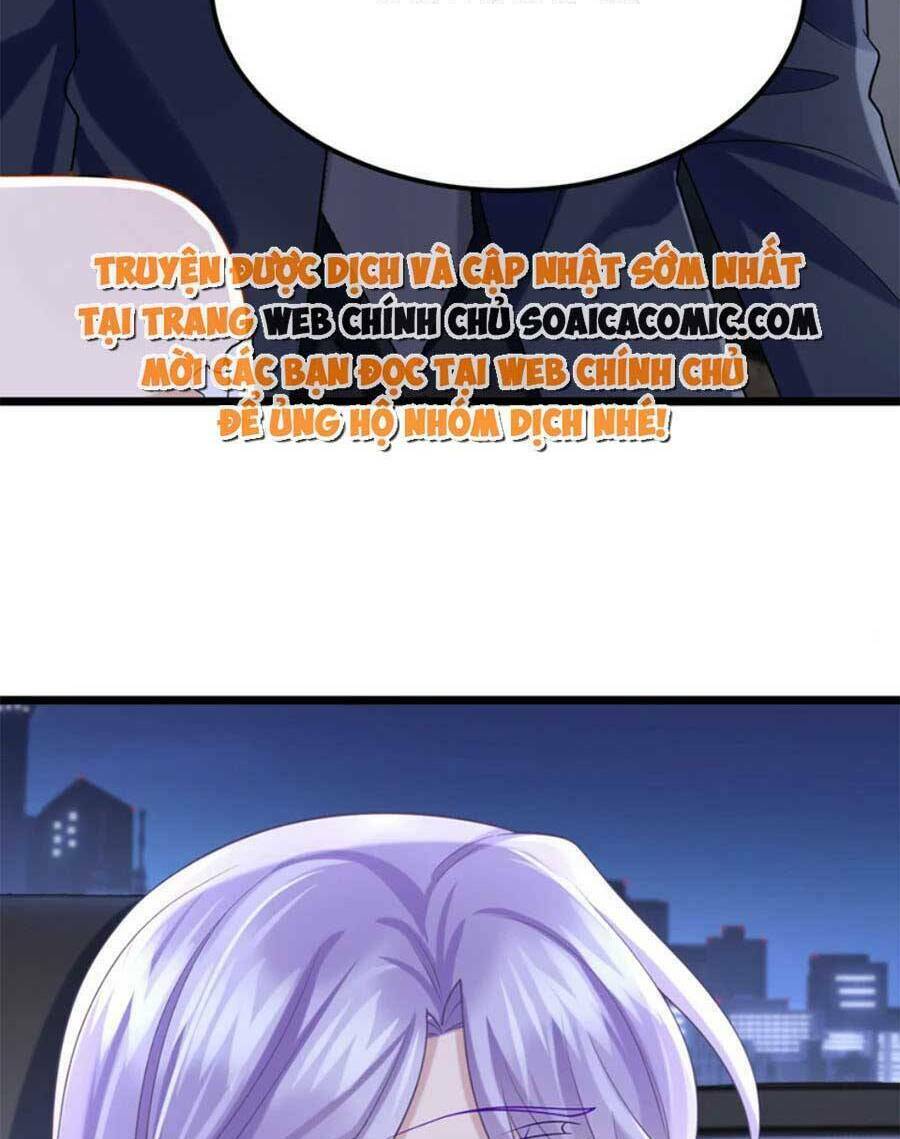 TRUYỆN ĐƯỢC DỊCH VÀ CẬP NHẬT SỚM NHẤT
TẠI TRANG WEB CHÍNH CHỦ SOAICACOMIC.COM
MỜI CÁC BẠN ĐỌC TẠI WEB CHÍNH CHỦ
ĐỂ ỦNG HỘ NHÓM DỊCH NHÉ!